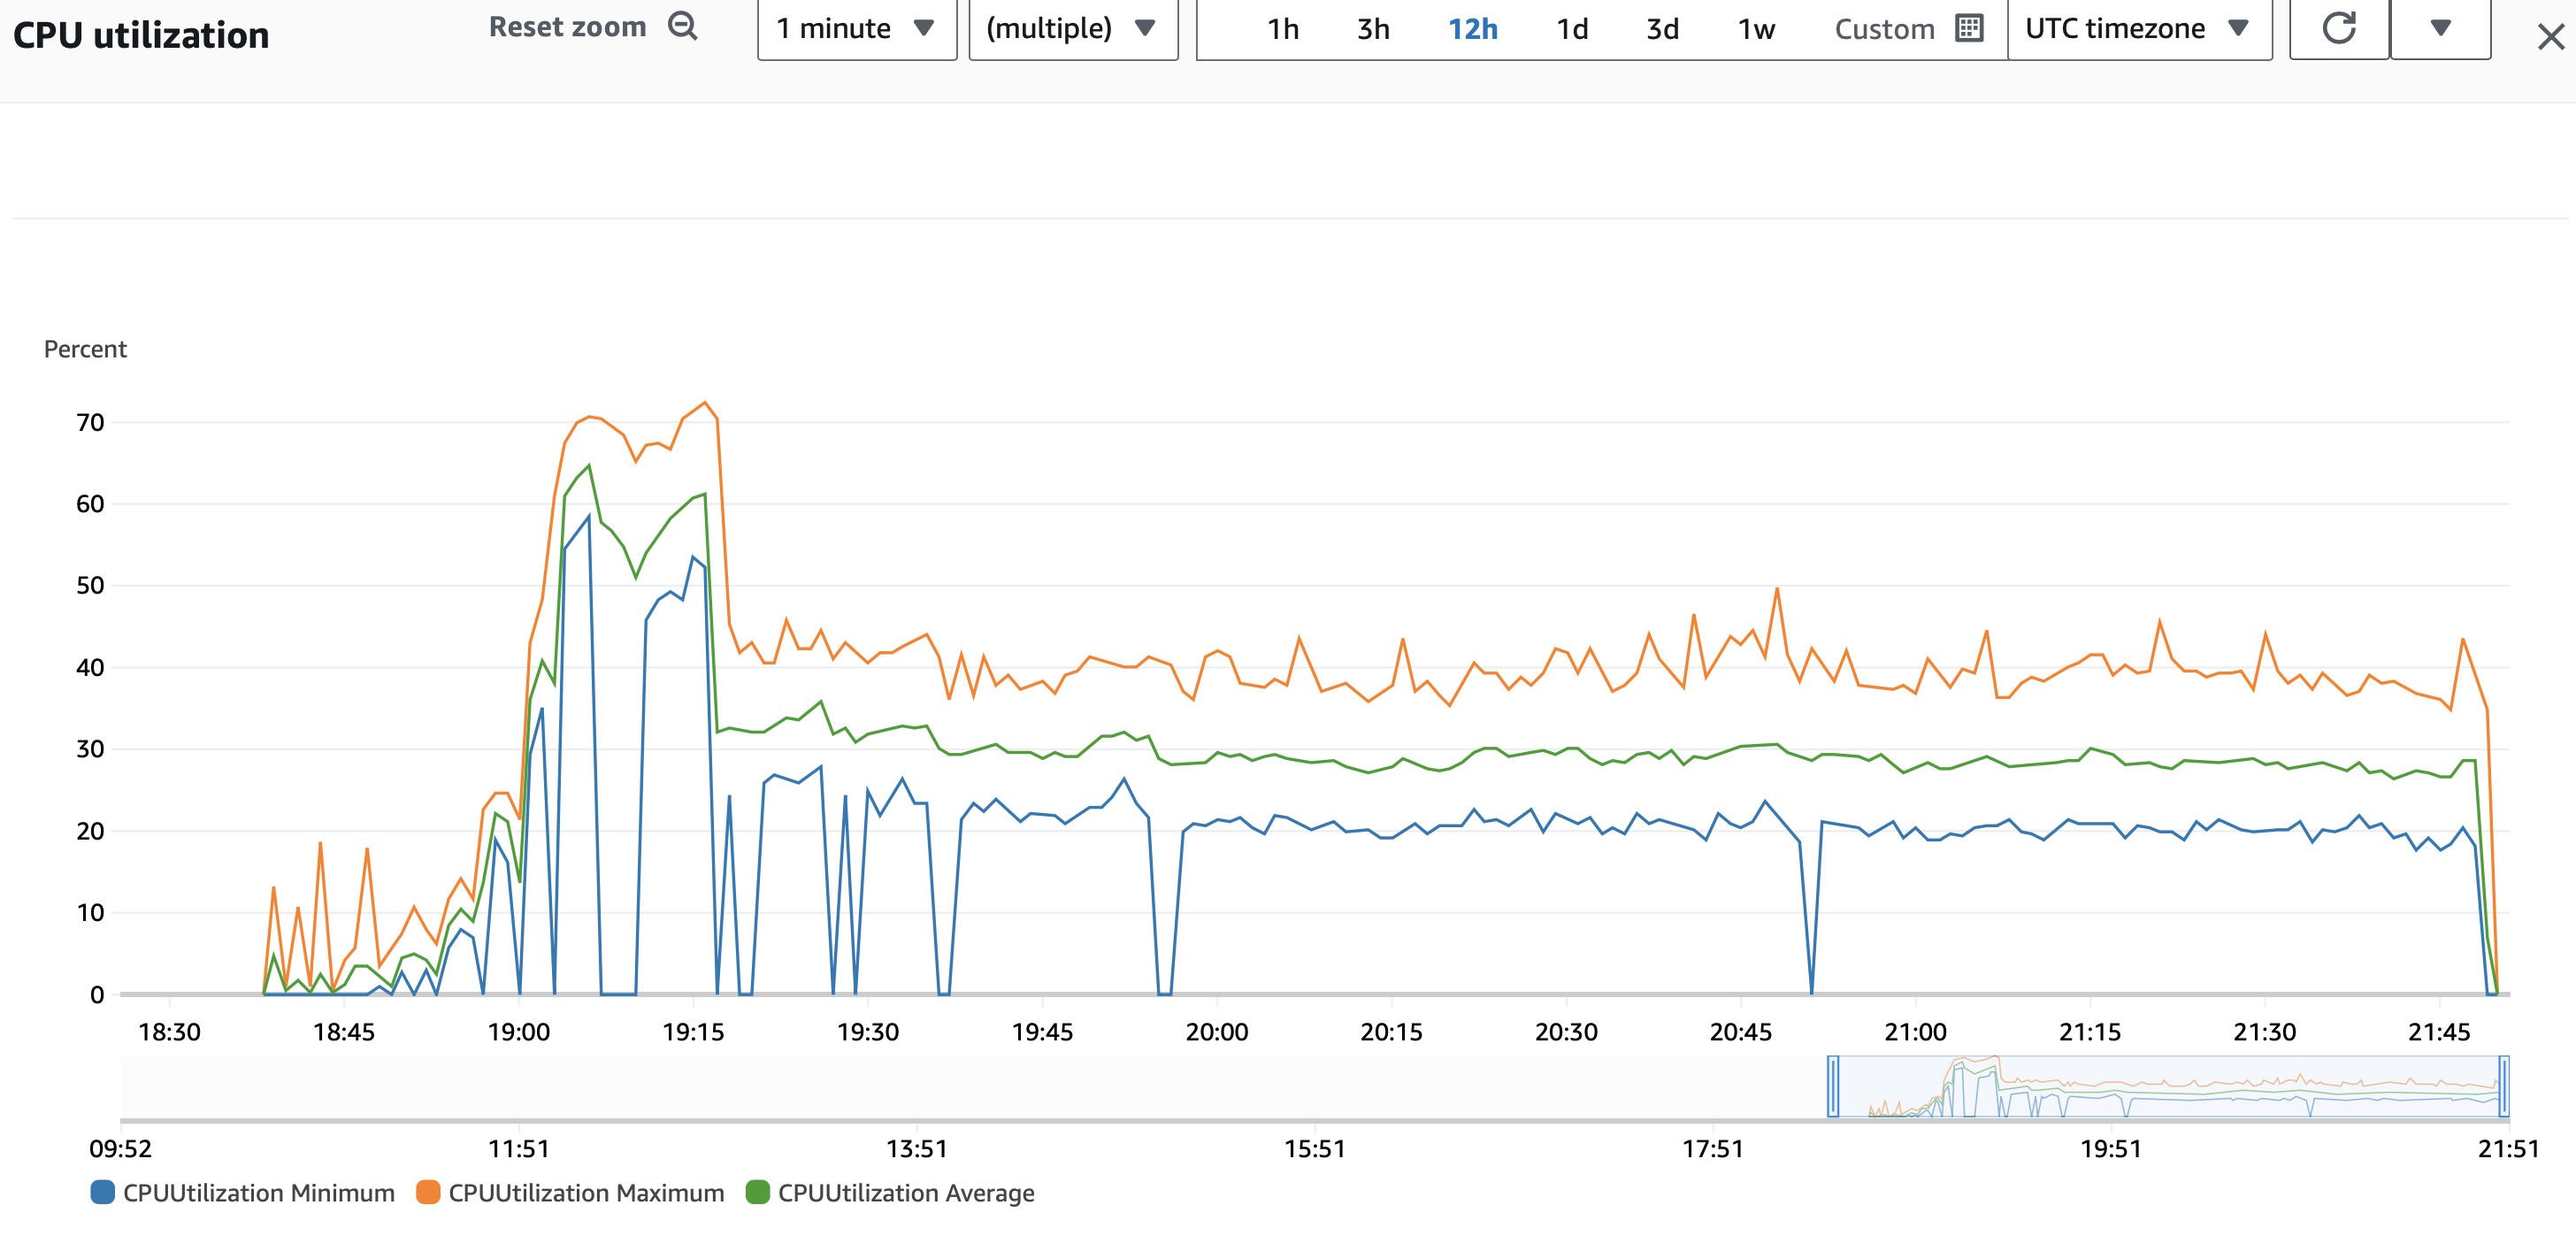 CPU utilization Reset zoom 1 minute (multiple) 1h 3h 12h 1d 3d 1w Custom UTC timezone
Percent
70
60
50
40
30
20
10
0
18:30 18:45 19:00 19:15 19:30 19:45 20:00 20:15 20:30 20:45 21:00 21:15 21:30 21:45
09:52 11:51 13:51 15:51 17:51 19:51 21:51
CPUUtilization Minimum CPUUtilization Maximum CPUUtilization Average